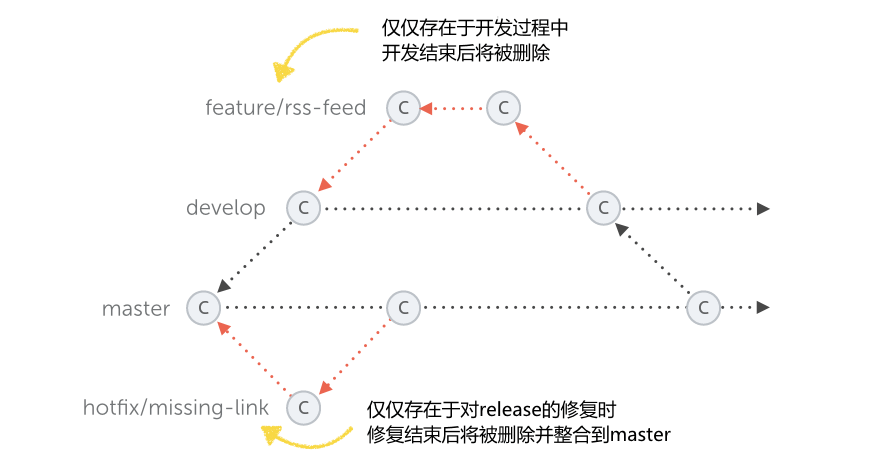 仅仅存在于开发过程中
开发结束后将被删除
feature/rss-feed
C
C
develop
C
C
master
C
C
C
hotfix/missing-link
C
仅仅存在于对release的修复时
修复结束后将被删除并整合到master